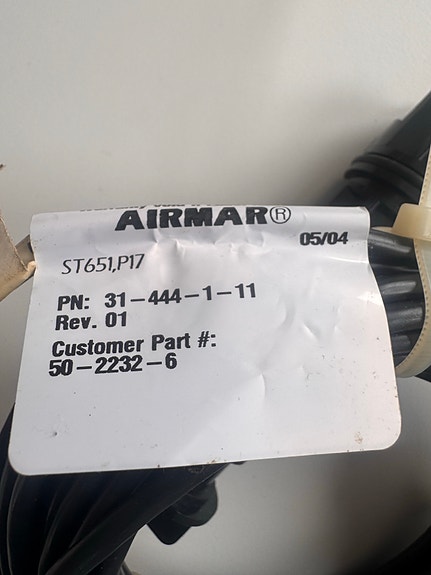 AIRMAR®
05/04
ST651,P17
PN: 31-444-1-11
Rev. 01
Customer Part #:
50-2232-6